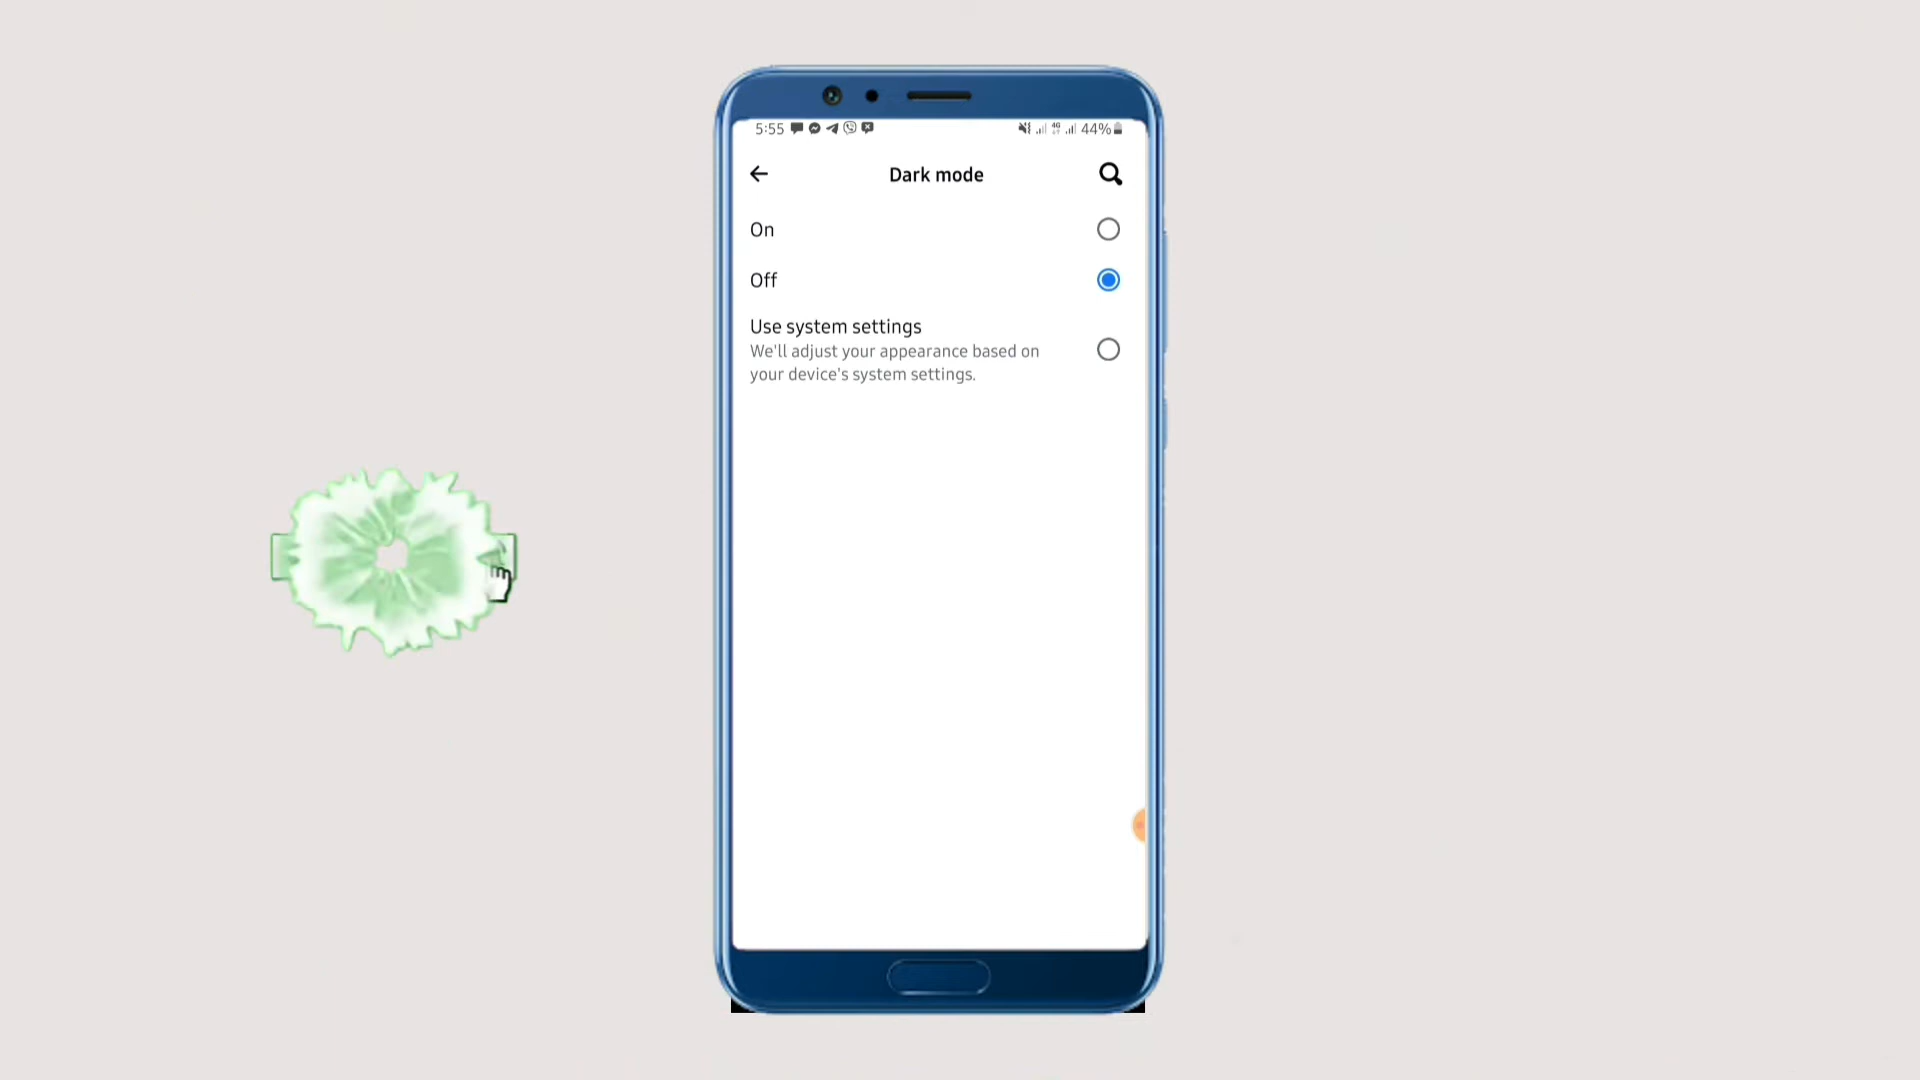 5:55
44%
Dark mode
On
Off
Use system settings
We'll adjust your appearance based on
your device's system settings.